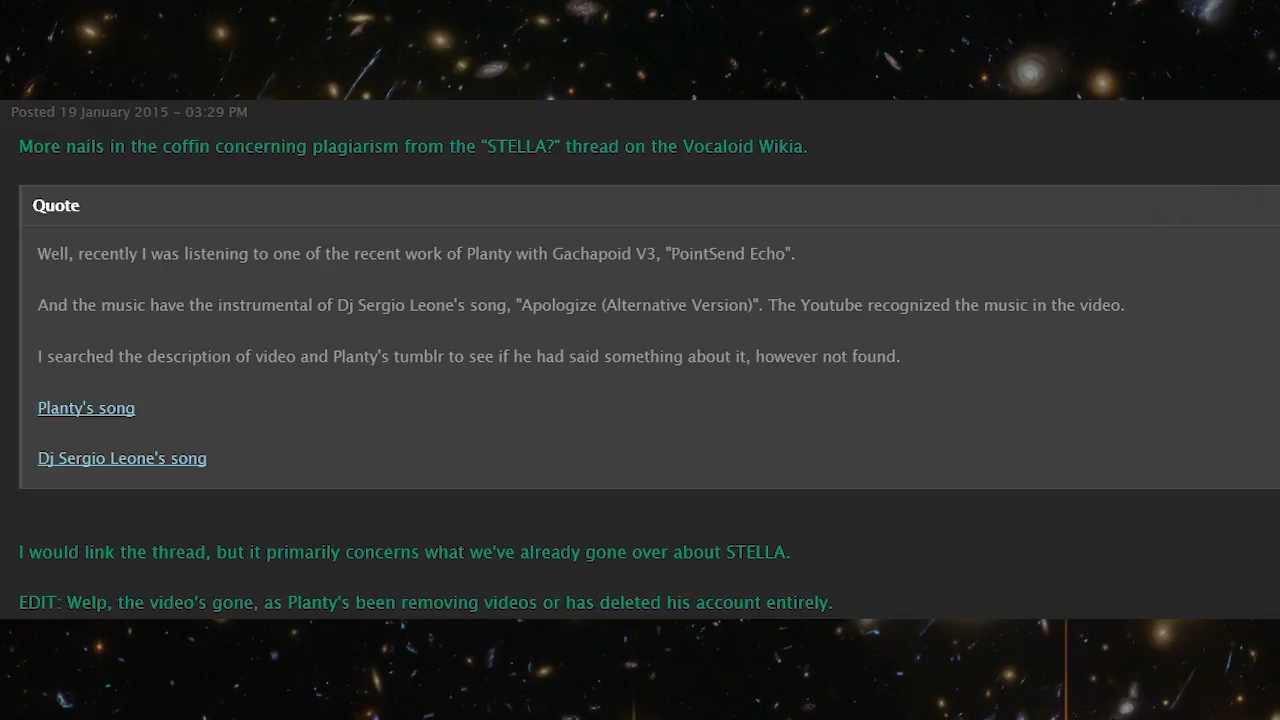 Posted 19 January 2015 - 03:29 PM
More nails in the coffin concerning plagiarism from the "STELLA?" thread on the Vocaloid Wikia.
Quote
Well, recently I was listening to one of the recent work of Planty with Gachapoid V3, "PointSend Echo".
And the music have the instrumental of Dj Sergio Leone's song, "Apologize (Alternative Version)". The Youtube recognized the music in the video.
I searched the description of video and Planty's tumblr to see if he had said something about it, however not found.
Planty's song
Dj Sergio Leone's song
I would link the thread, but it primarily concerns what we've already gone over about STELLA.
EDIT: Welp, the video's gone, as Planty's been removing videos or has deleted his account entirely.